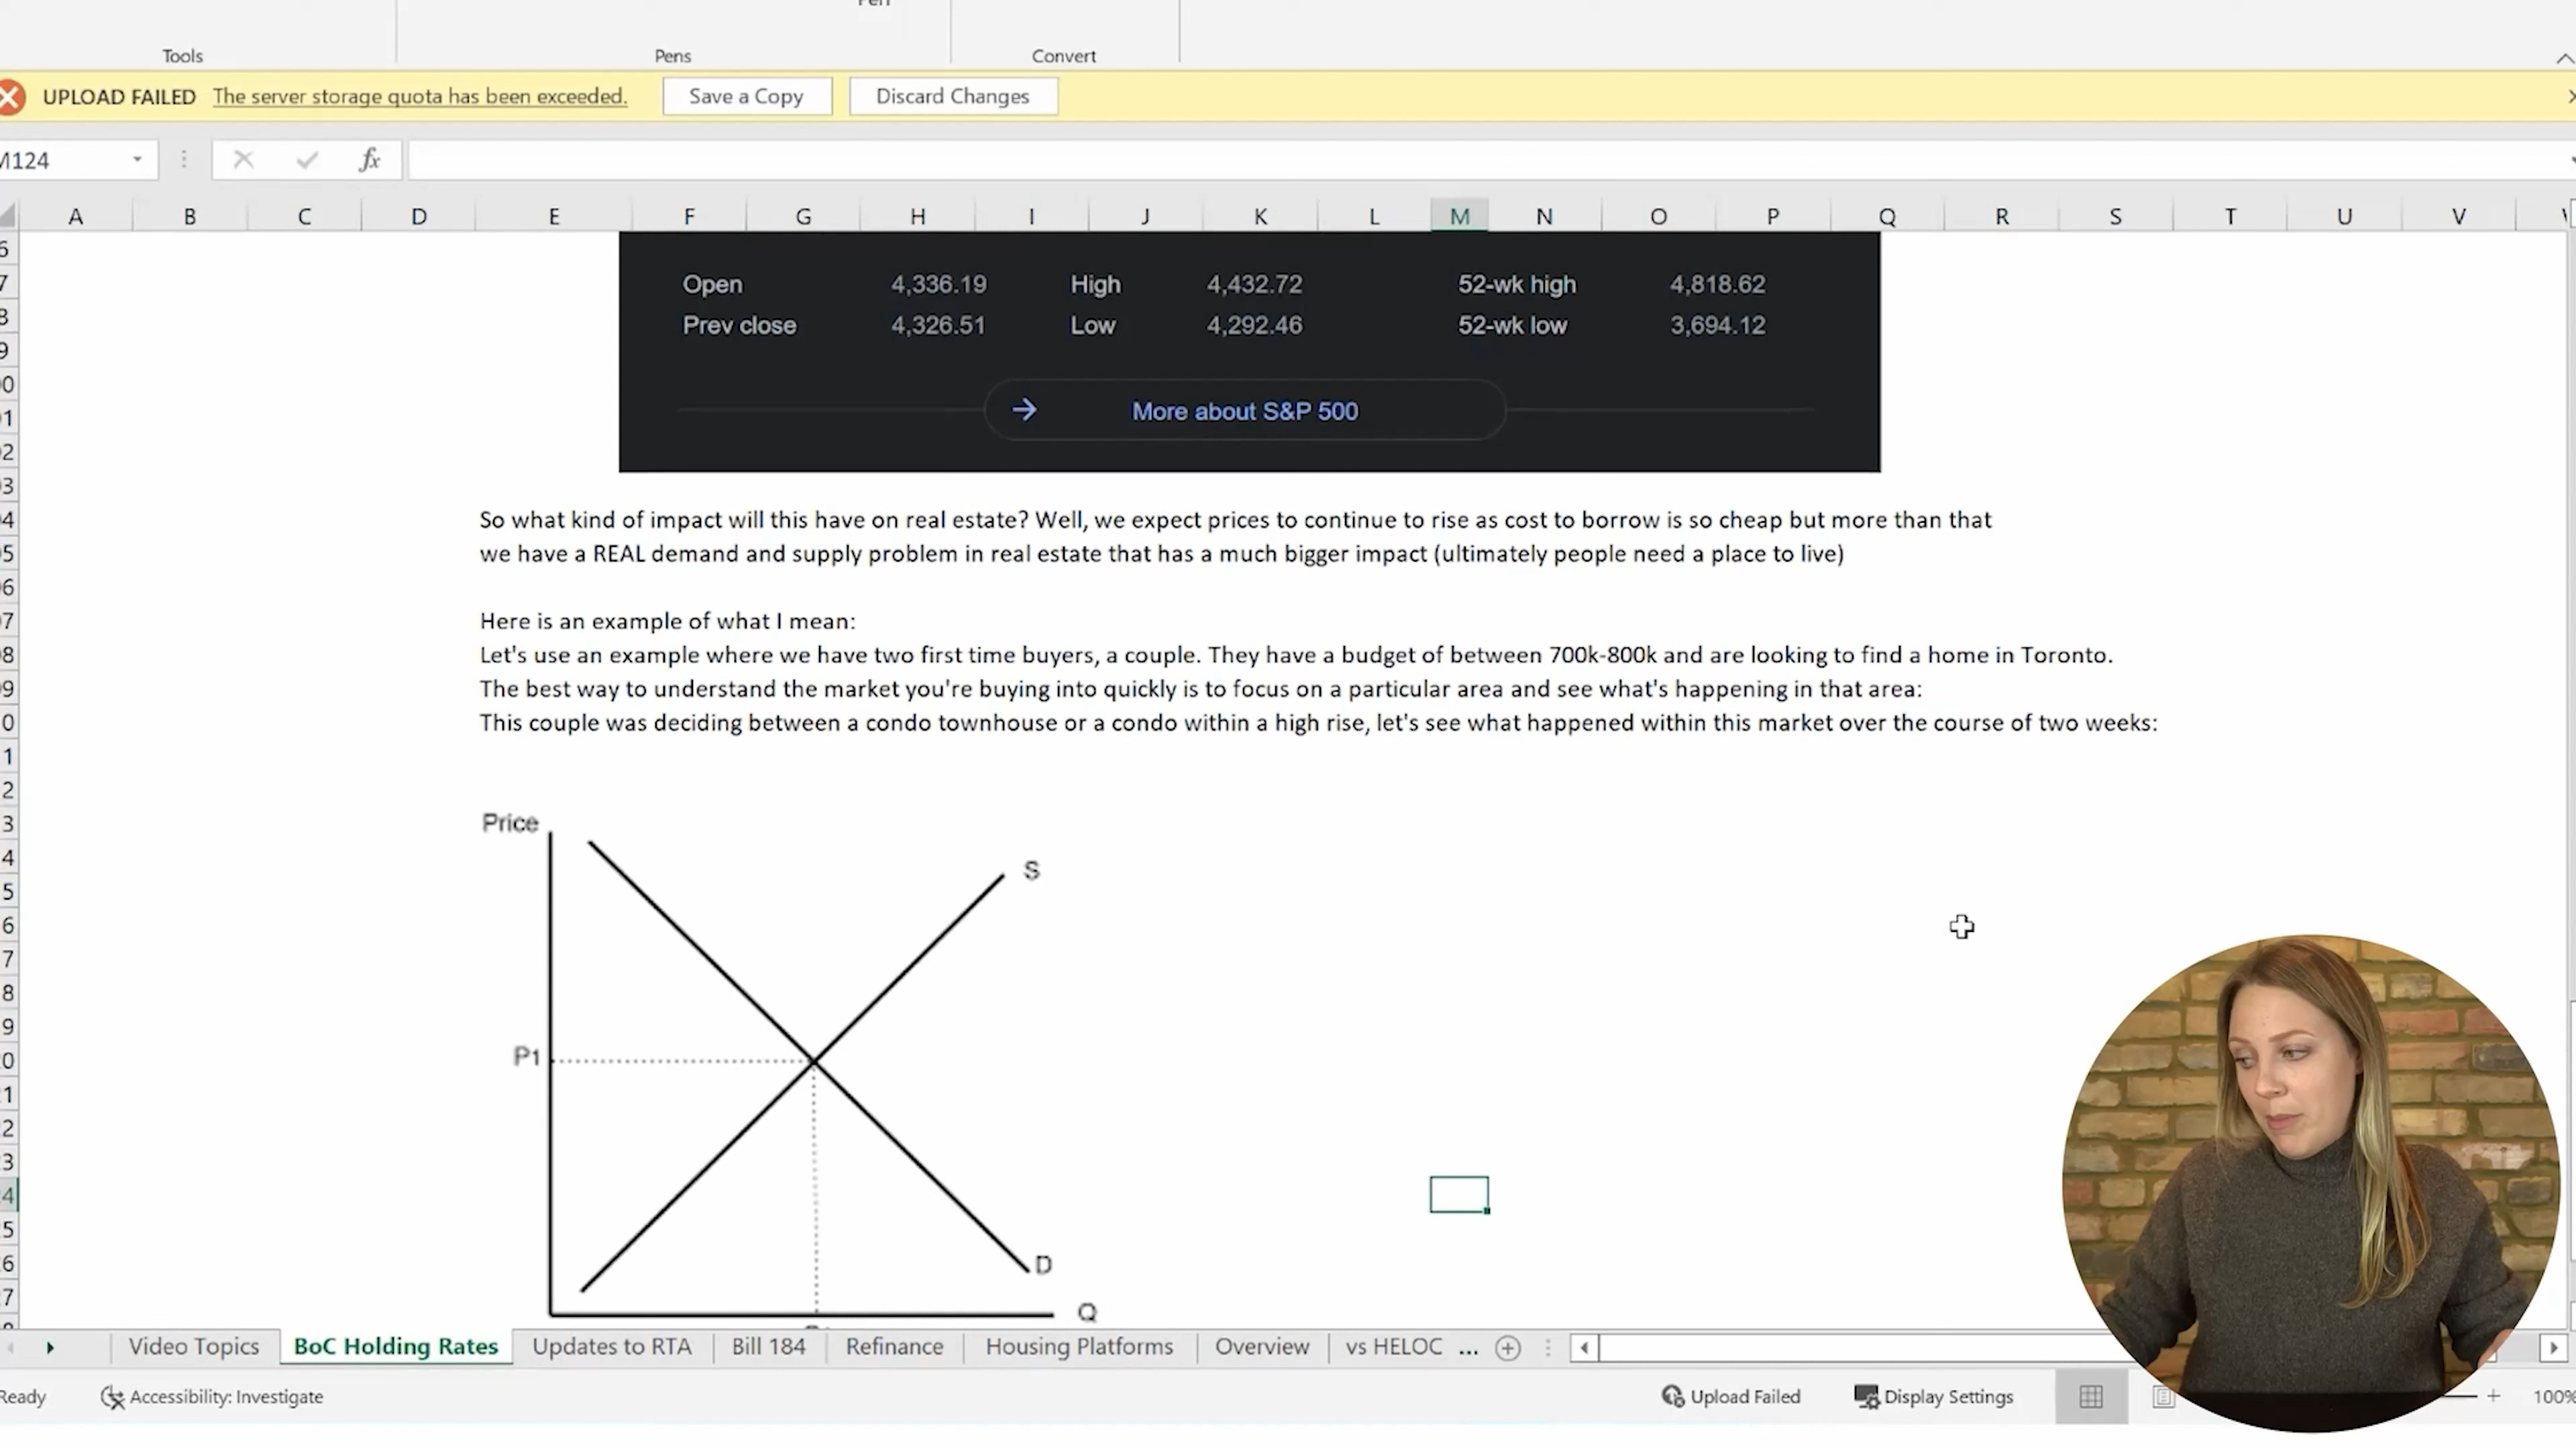 Tools Pens Convert
UPLOAD FAILED The server storage quota has been exceeded. Save a Copy Discard Changes
M124 fx
A B C D E F G H I J K L M N O P Q R S T U V
Open 4,336.19 High 4,432.72 52-wk high 4,818.62
Prev close 4,326.51 Low 4,292.46 52-wk low 3,694.12
More about S&P 500
So what kind of impact will this have on real estate? Well, we expect prices to continue to rise as cost to borrow is so cheap but more than that
we have a REAL demand and supply problem in real estate that has a much bigger impact (ultimately people need a place to live)
Here is an example of what I mean:
Let's use an example where we have two first time buyers, a couple. They have a budget of between 700k-800k and are looking to find a home in Toronto.
The best way to understand the market you're buying into quickly is to focus on a particular area and see what's happening in that area:
This couple was deciding between a condo townhouse or a condo within a high rise, let's see what happened within this market over the course of two weeks:
Price
S
P1
D
Q
Video Topics BoC Holding Rates Updates to RTA Bill 184 Refinance Housing Platforms Overview vs HELOC ...
Ready Accessibility: Investigate Upload Failed Display Settings 100%